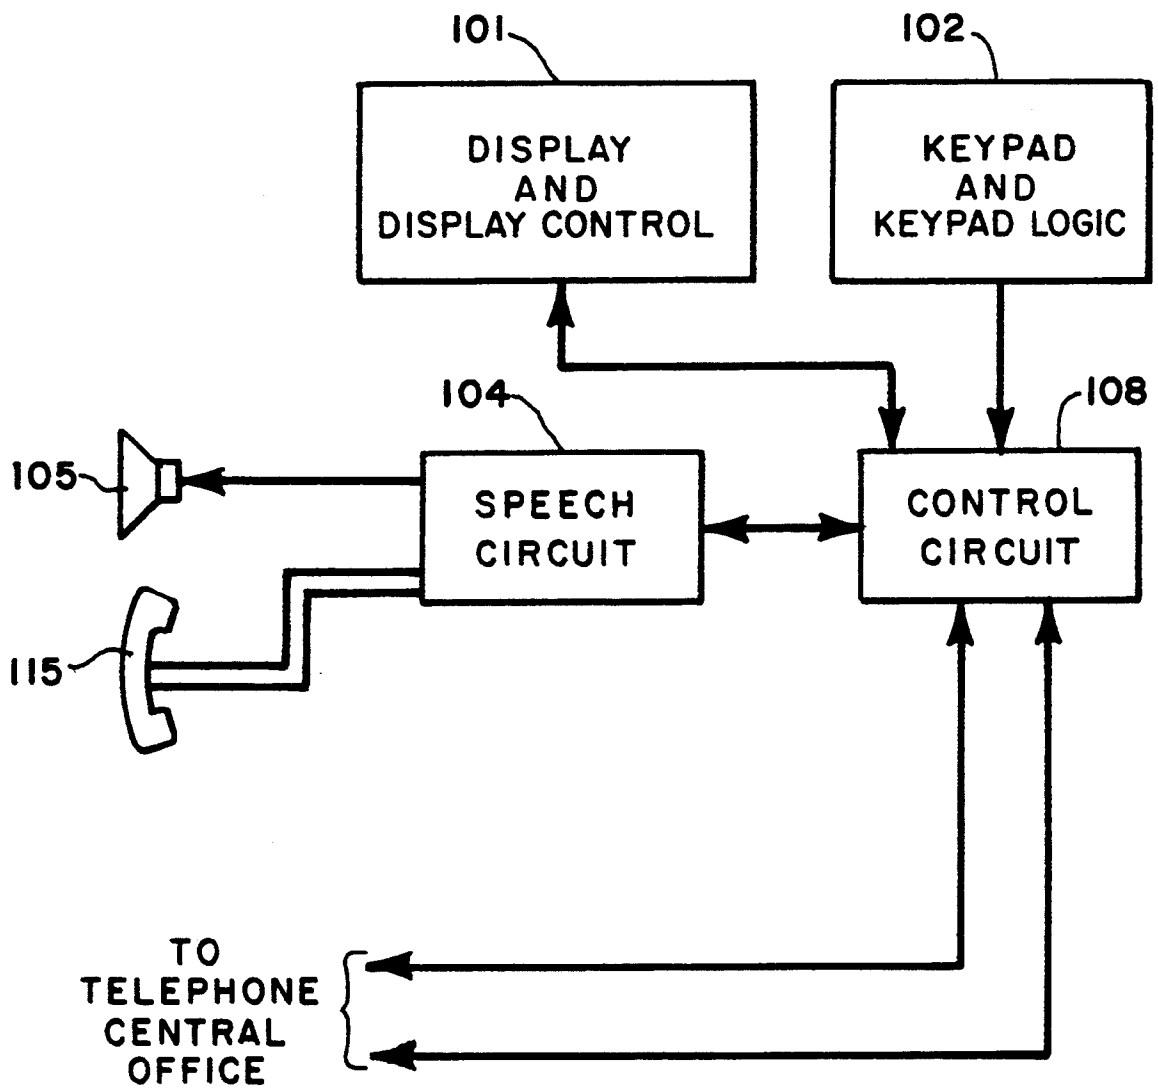 101
102
DISPLAY
AND
DISPLAY CONTROL
KEYPAD
AND
KEYPAD LOGIC
104
108
105
SPEECH
CIRCUIT
CONTROL
CIRCUIT
115
TO
TELEPHONE
CENTRAL
OFFICE